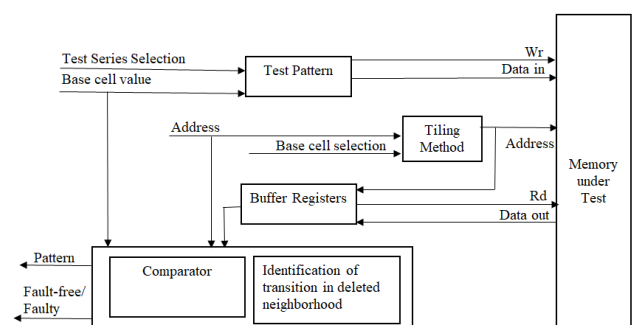 Test Series Selection
Base cell value
Test Pattern
Wr
Data in
Address
Base cell selection
Tiling
Method
Address
Memory
under
Test
Buffer Registers
Rd
Data out
Pattern
Fault-free/
Faulty
Comparator
Identification of
transition in deleted
neighborhood